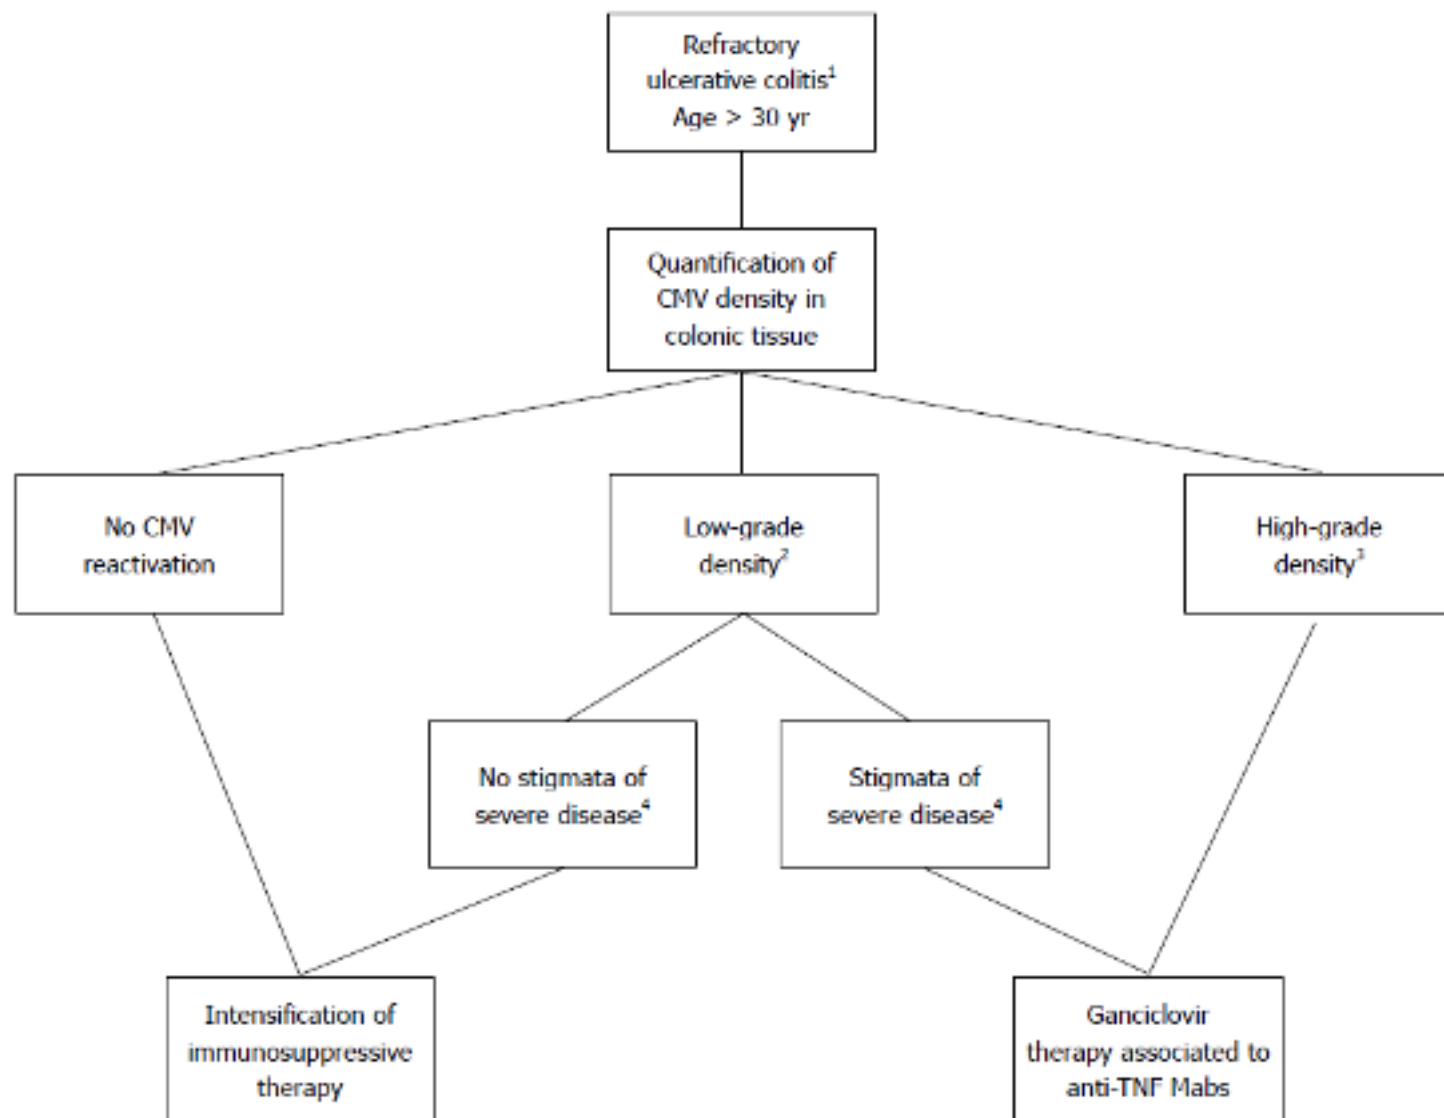 Refractory
ulcerative colitis¹
Age > 30 yr
Quantification of
CMV density in
colonic tissue
No CMV
reactivation
Low-grade
density²
High-grade
density³
No stigmata of
severe disease⁴
Stigmata of
severe disease⁴
Intensification of
immunosuppressive
therapy
Ganciclovir
therapy associated to
anti-TNF Mabs